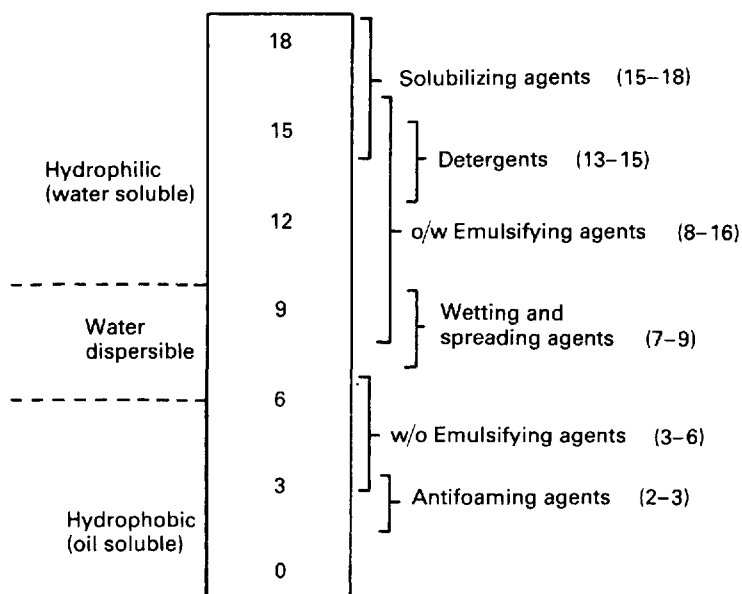 18
Solubilizing agents (15–18)
15
Detergents (13–15)
Hydrophilic
(water soluble)
12
o/w Emulsifying agents (8–16)
9
Wetting and
spreading agents (7–9)
Water
dispersible
6
w/o Emulsifying agents (3–6)
3
Antifoaming agents (2–3)
Hydrophobic
(oil soluble)
0